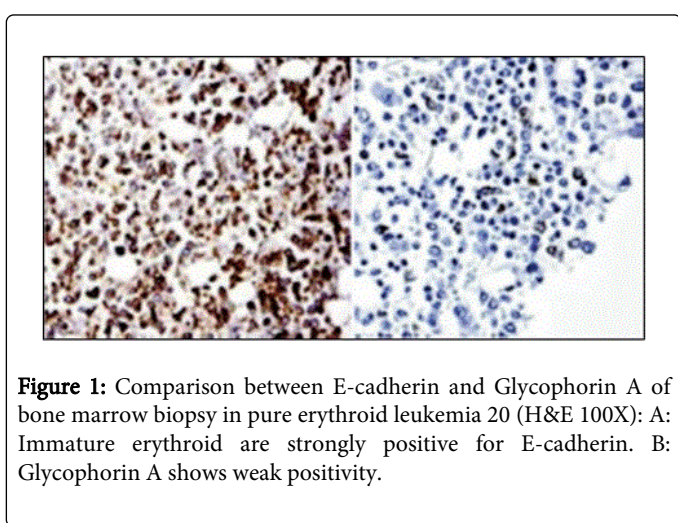 Figure 1: Comparison between E-cadherin and Glycophorin A of
bone marrow biopsy in pure erythroid leukemia 20 (H&E 100X): A:
Immature erythroid are strongly positive for E-cadherin. B:
Glycophorin A shows weak positivity.